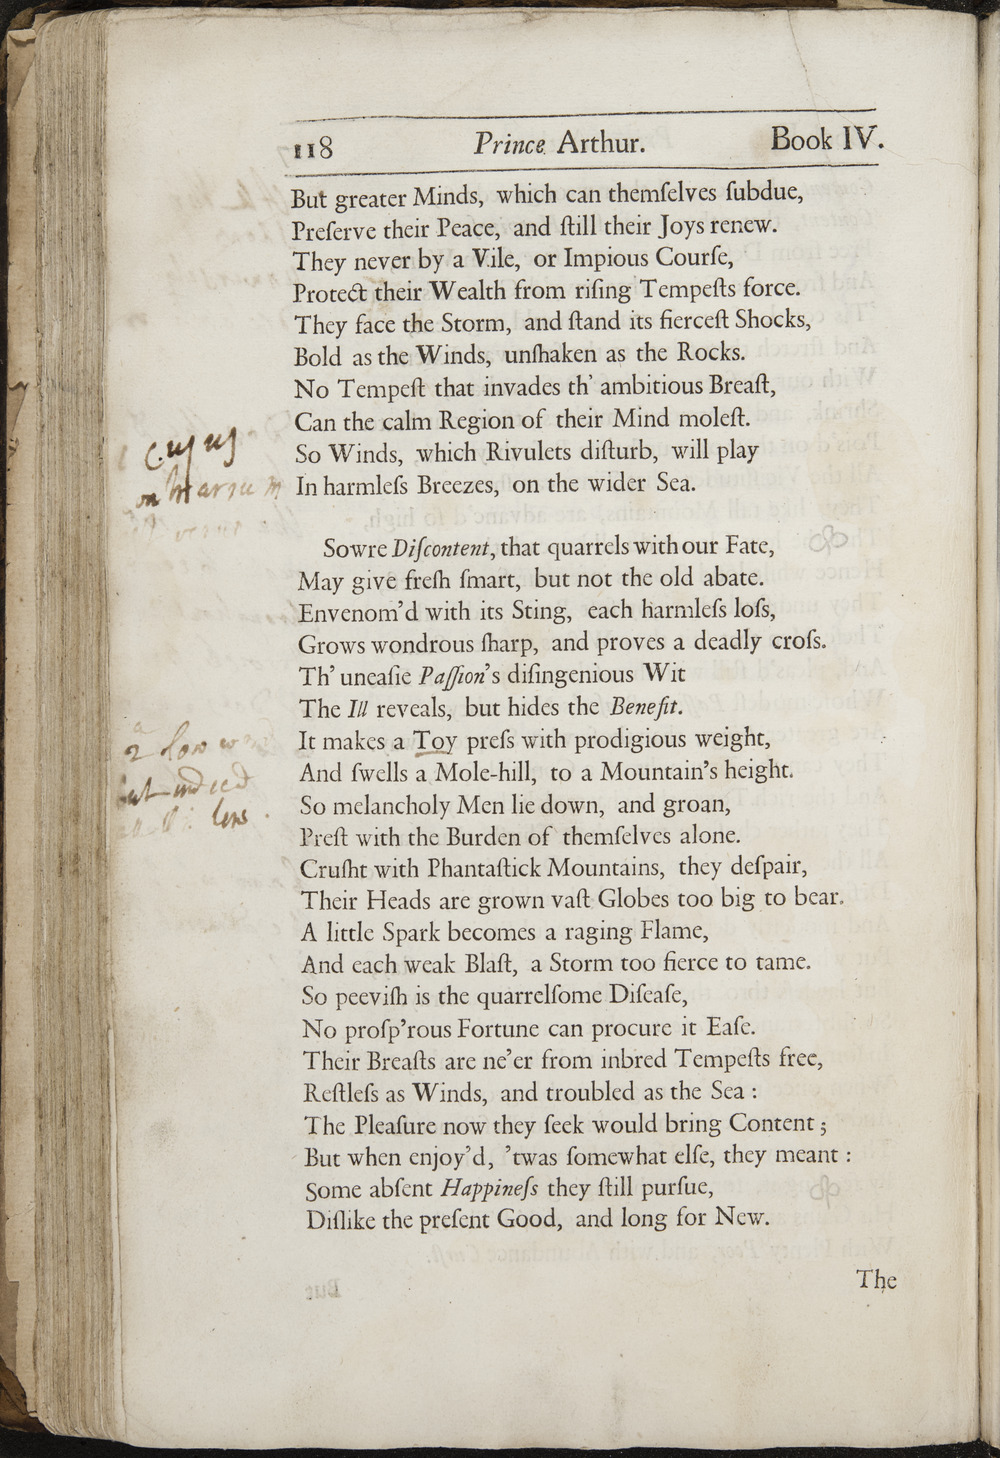 118 Prince Arthur. Book IV.
But greater Minds, which can themſelves ſubdue,
Preſerve their Peace, and ſtill their Joys renew.
They never by a Vile, or Impious Courſe,
Protect their Wealth from riſing Tempeſts force.
They face the Storm, and ſtand its fierceſt Shocks,
Bold as the Winds, unſhaken as the Rocks.
No Tempeſt that invades th' ambitious Breaſt,
Can the calm Region of their Mind moleſt.
So Winds, which Rivulets diſturb, will play
In harmleſs Breezes, on the wider Sea.
on
Sowre Diſcontent, that quarrels with our Fate,
May give freſh ſmart, but not the old abate.
Envenom'd with its Sting, each harmleſs loſs,
Grows wondrous ſharp, and proves a deadly croſs.
Th' uneaſie Paſſion's diſingenious Wit
The Ill reveals, but hides the Benefit.
It makes a Toy preſs with prodigious weight,
And ſwells a Mole-hill, to a Mountain's height.
So melancholy Men lie down, and groan,
Preſt with the Burden of themſelves alone.
Cruſht with Phantaſtick Mountains, they deſpair,
Their Heads are grown vaſt Globes too big to bear.
A little Spark becomes a raging Flame,
And each weak Blaſt, a Storm too fierce to tame.
So peeviſh is the quarrelſome Diſeaſe,
No proſp'rous Fortune can procure it Eaſe.
Their Breaſts are ne'er from inbred Tempeſts free,
Reſtleſs as Winds, and troubled as the Sea :
The Pleaſure now they ſeek would bring Content ;
But when enjoy'd, 'twas ſomewhat elſe, they meant :
Some abſent Happineſs they ſtill purſue,
Diſlike the preſent Good, and long for New.
The
a low